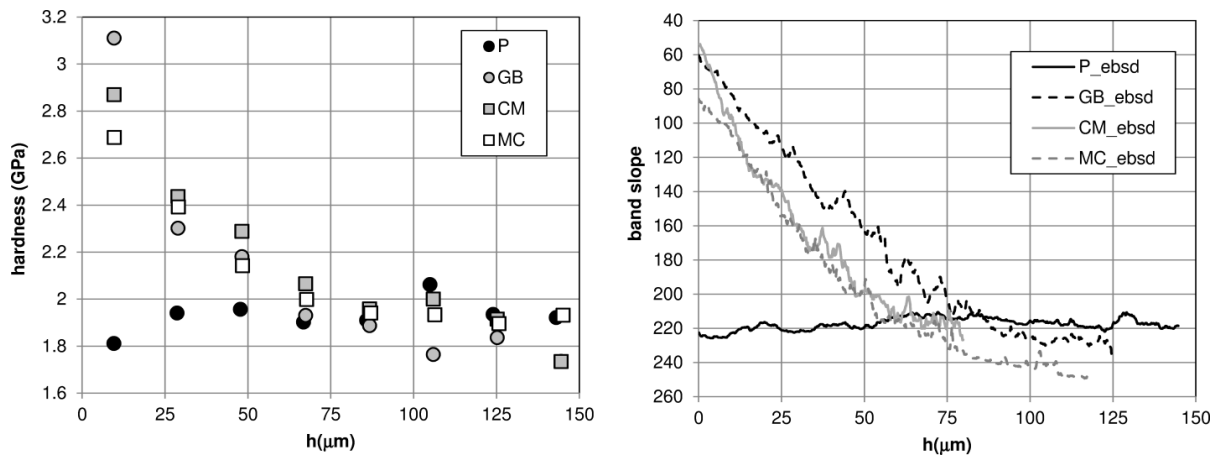 3.2
3
2.8
2.6
2.4
2.2
2
1.8
1.6
hardness (GPa)
0 25 50 75 100 125 150
h(μm)
P
GB
CM
MC
40
60
80
100
120
140
160
180
200
220
240
260
band slope
0 25 50 75 100 125 150
h(μm)
P_ebsd
GB_ebsd
CM_ebsd
MC_ebsd